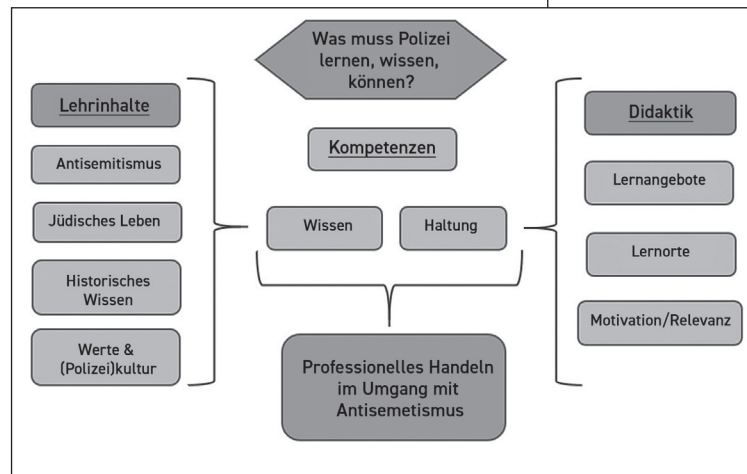 Was muss Polizei
lernen, wissen,
können?
Lehrinhalte
Antisemitismus
Jüdisches Leben
Historisches
Wissen
Werte &
(Polizei)kultur
Kompetenzen
Wissen
Haltung
Professionelles Handeln
im Umgang mit
Antisemetismus
Didaktik
Lernangebote
Lernorte
Motivation/Relevanz